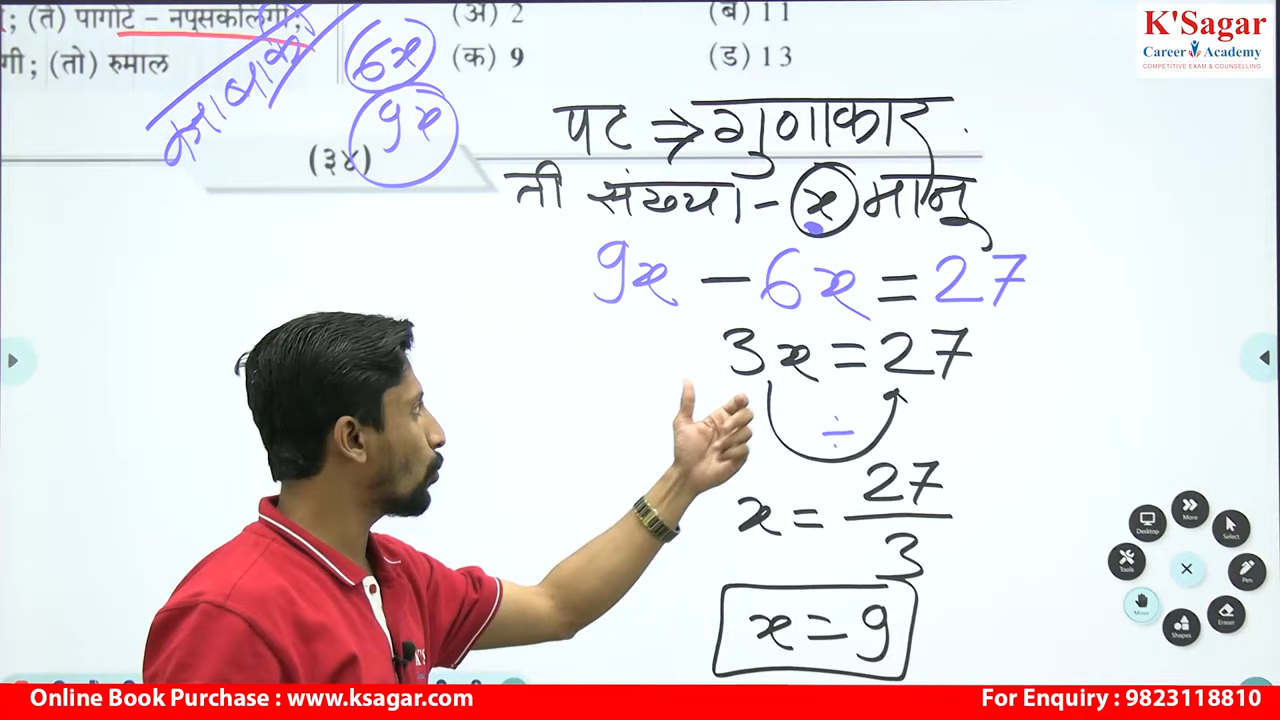 ; (ते) पागोटे – नपुसकलिंगी;
गी; (तो) रुमाल
(अ) 2
(ब) 11
(क) 9
(ड) 13
6x
9x
(३४)
K'Sagar
Career Academy
COMPETITIVE EXAM & COUNSELLING
पट ⇒ गुणाकार.
ती संख्या - x मानू
9x - 6x = 27
3x = 27
÷
x = 27
3
x = 9
Desktop
More
Select
Tools
Pen
Move
Eraser
Shapes
K'S
Online Book Purchase : www.ksagar.com
For Enquiry : 9823118810